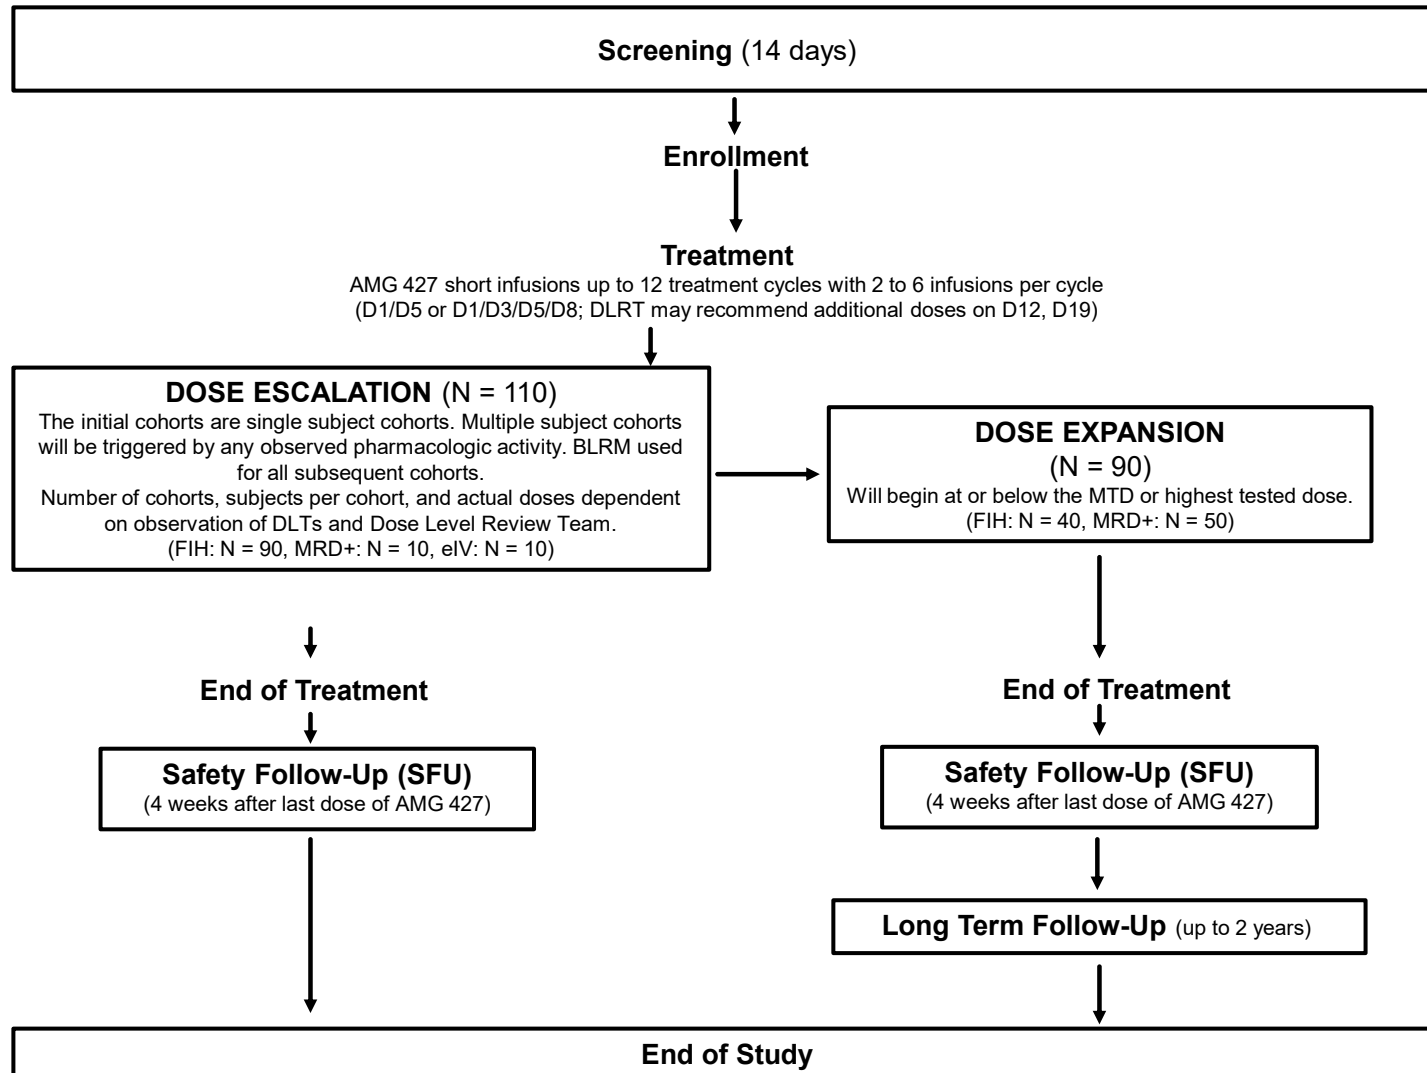 Screening (14 days)
Enrollment
Treatment
AMG 427 short infusions up to 12 treatment cycles with 2 to 6 infusions per cycle
(D1/D5 or D1/D3/D5/D8; DLRT may recommend additional doses on D12, D19)
DOSE ESCALATION (N = 110)
The initial cohorts are single subject cohorts. Multiple subject cohorts
will be triggered by any observed pharmacologic activity. BLRM used
for all subsequent cohorts.
Number of cohorts, subjects per cohort, and actual doses dependent
on observation of DLTs and Dose Level Review Team.
(FIH: N = 90, MRD+: N = 10, eIV: N = 10)
DOSE EXPANSION
(N = 90)
Will begin at or below the MTD or highest tested dose.
(FIH: N = 40, MRD+: N = 50)
End of Treatment
Safety Follow-Up (SFU)
(4 weeks after last dose of AMG 427)
End of Treatment
Safety Follow-Up (SFU)
(4 weeks after last dose of AMG 427)
Long Term Follow-Up (up to 2 years)
End of Study